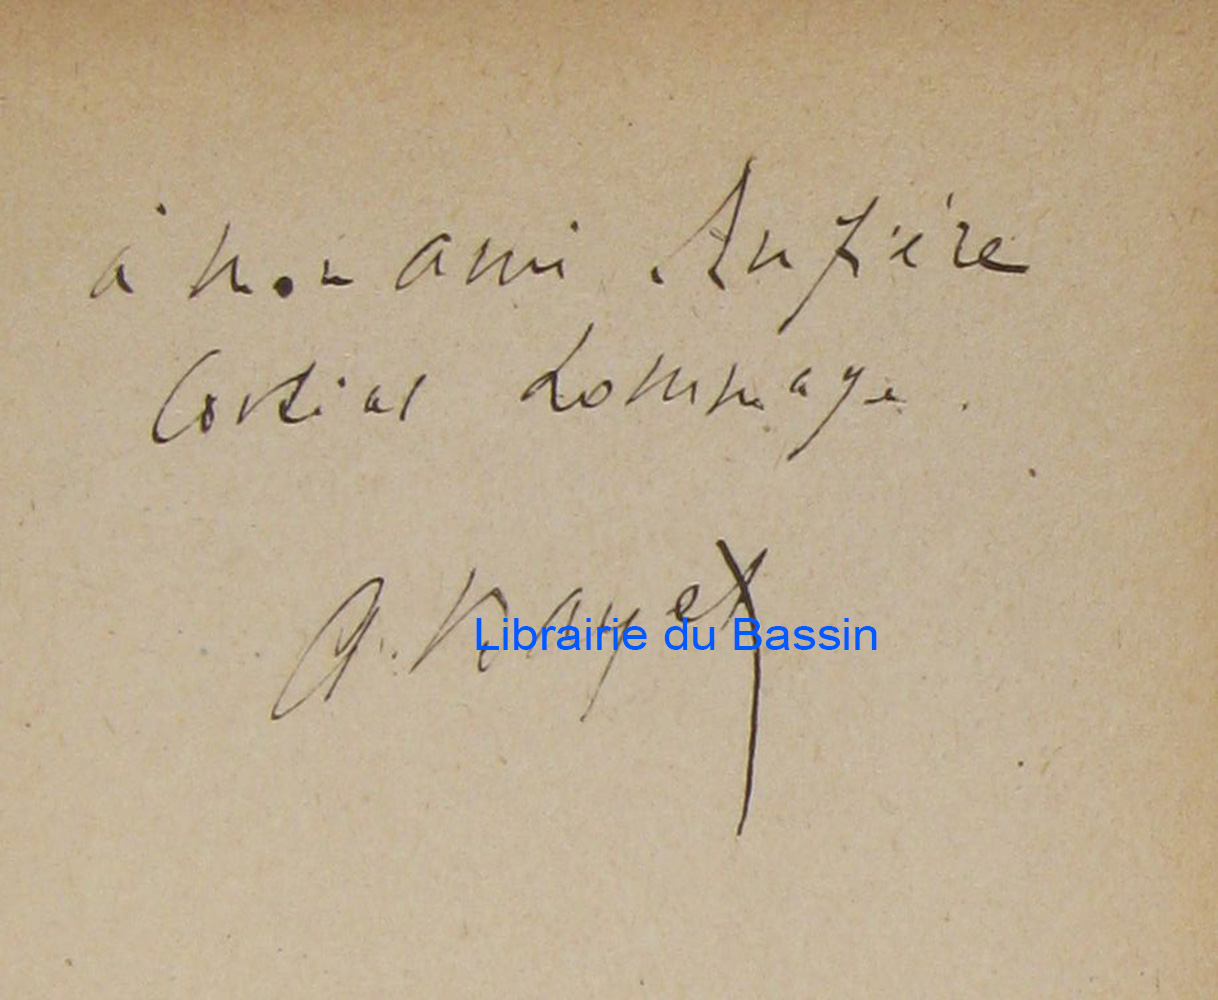 à mon ami
Cordial hommage.
Librairie du Bassin